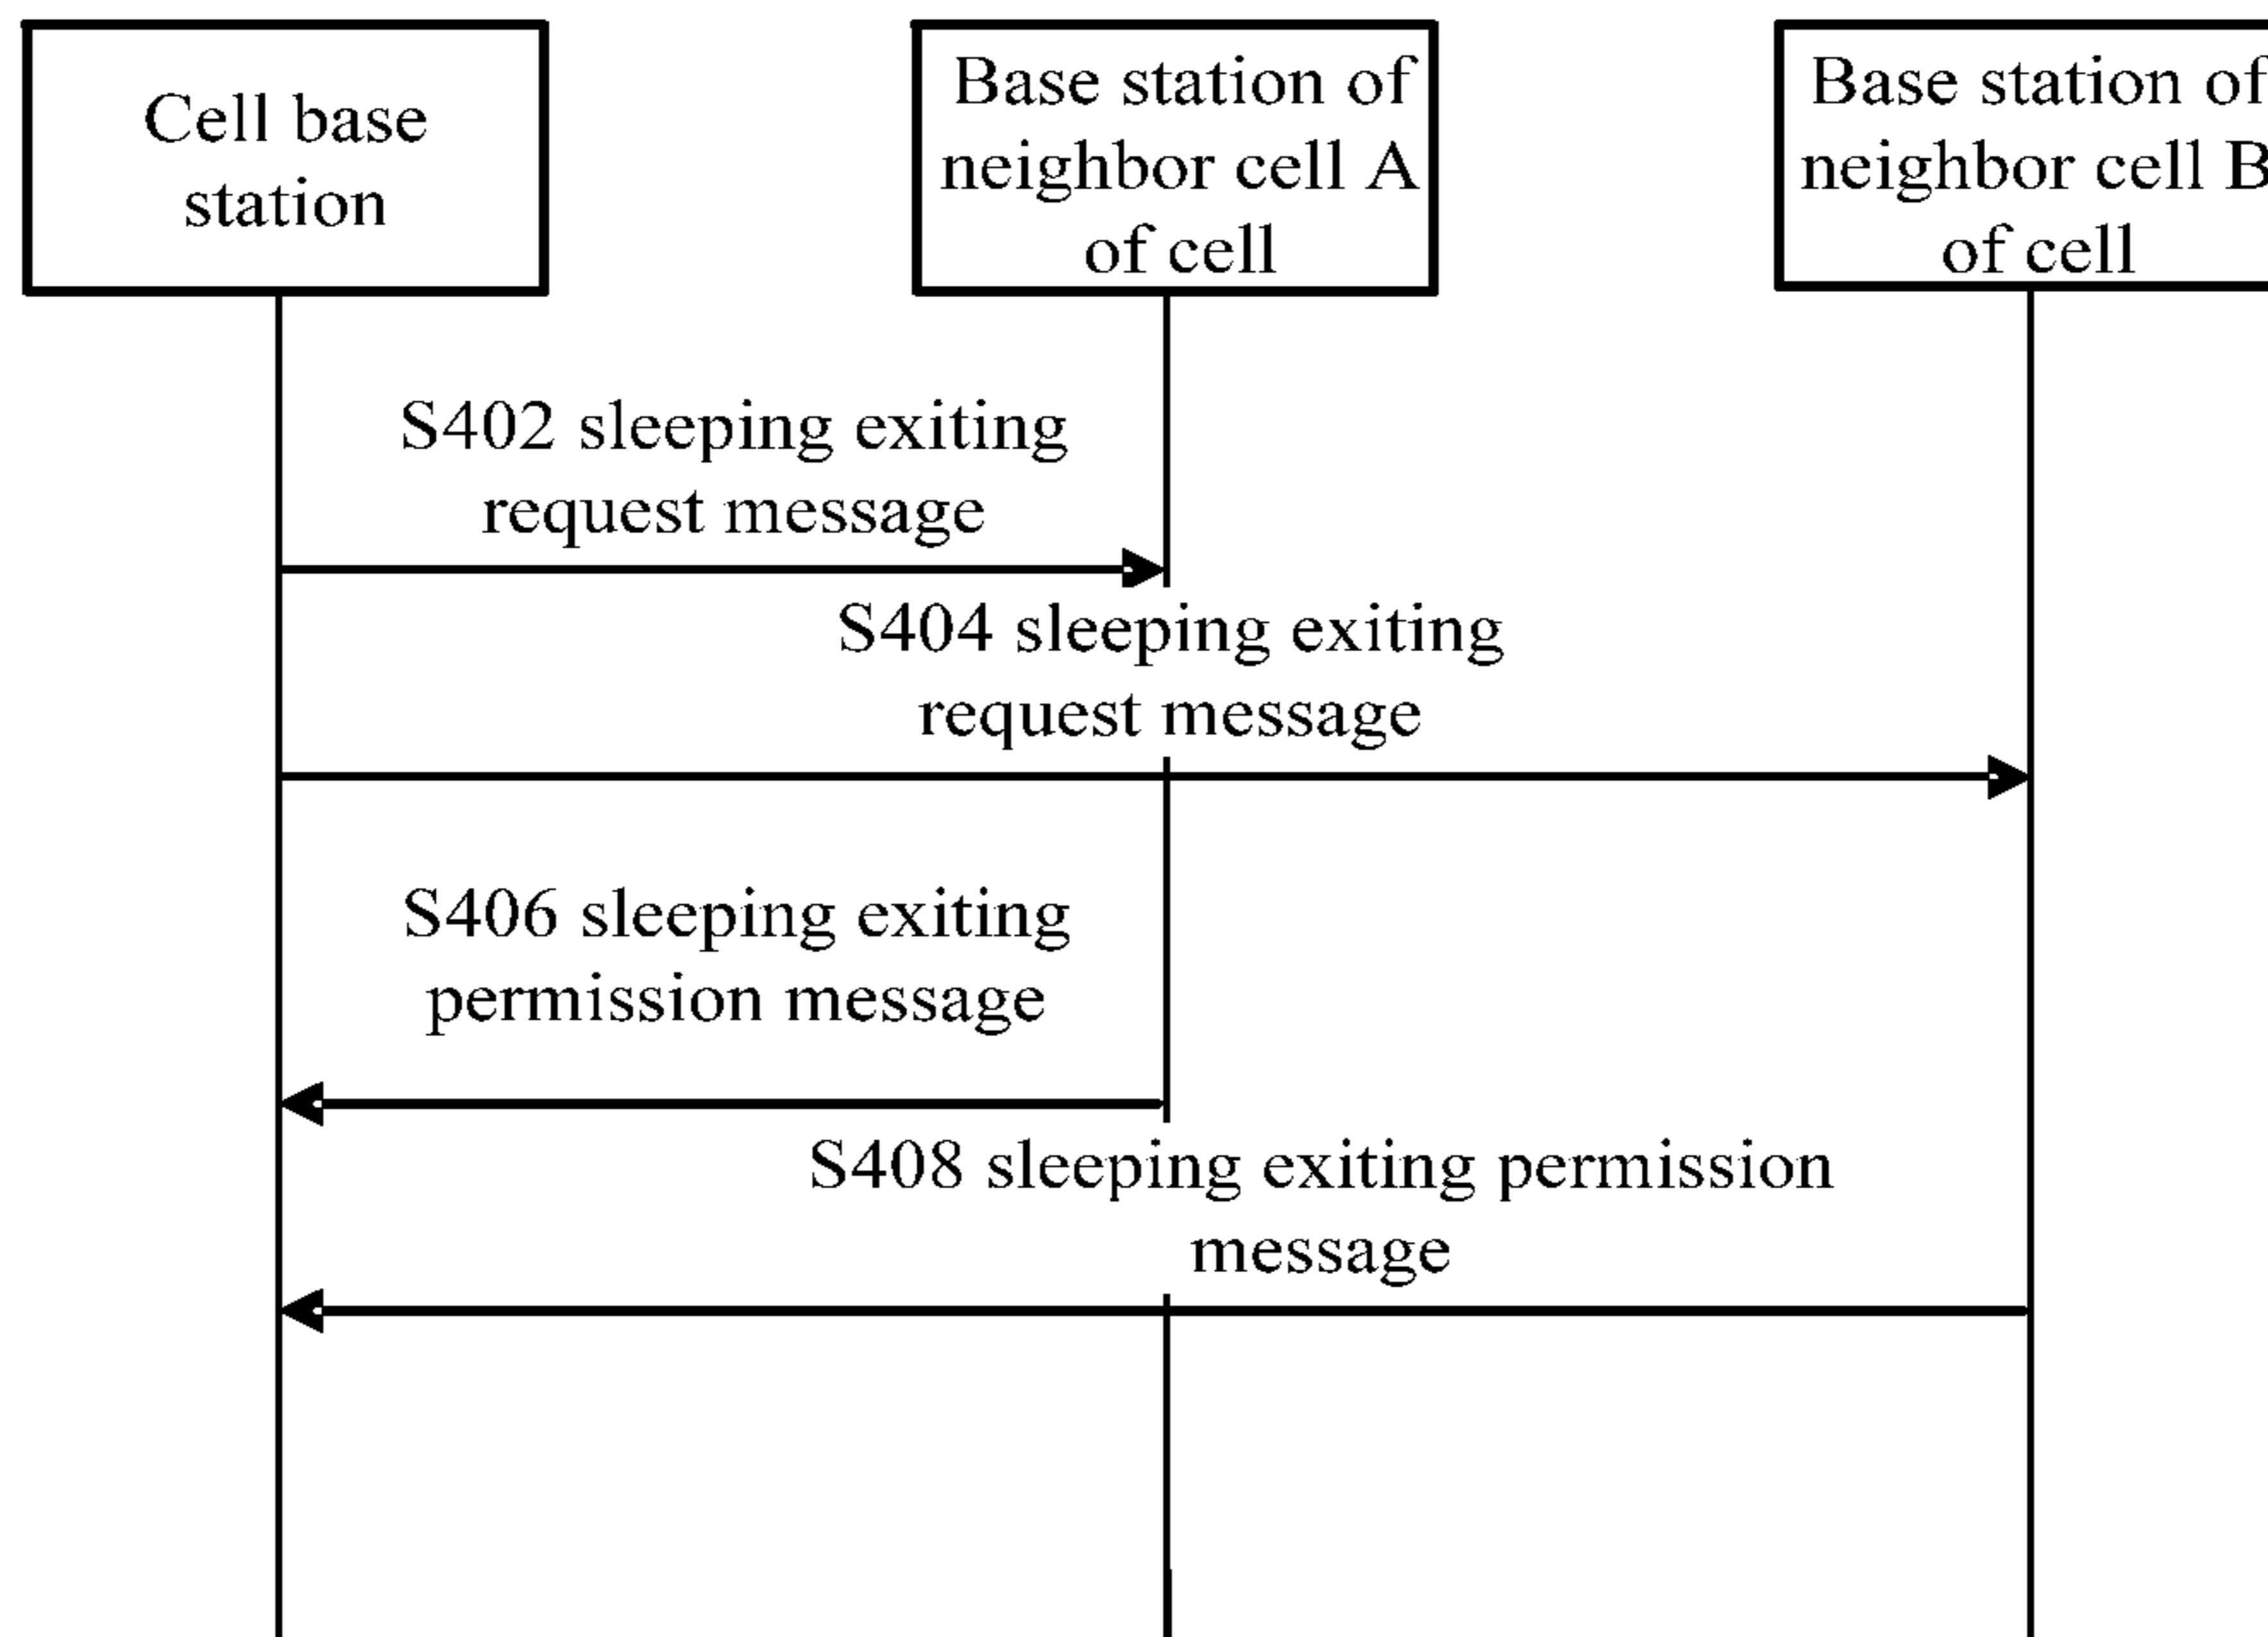 Cell base
station
Base station of
neighbor cell A
of cell
Base station of
neighbor cell B
of cell
S402 sleeping exiting
request message
S404 sleeping exiting
request message
S406 sleeping exiting
permission message
S408 sleeping exiting permission
message